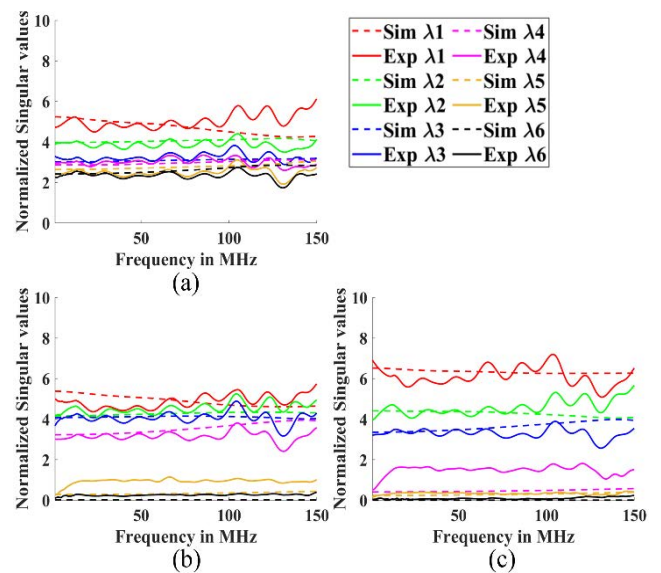 10
8
6
4
2
0
Normalized Singular values
50
100
150
Frequency in MHz
(a)
Sim λ1
Sim λ4
Exp λ1
Exp λ4
Sim λ2
Sim λ5
Exp λ2
Exp λ5
Sim λ3
Sim λ6
Exp λ3
Exp λ6
10
8
6
4
2
0
Normalized Singular values
50
100
150
Frequency in MHz
(b)
10
8
6
4
2
0
Normalized Singular values
50
100
150
Frequency in MHz
(c)